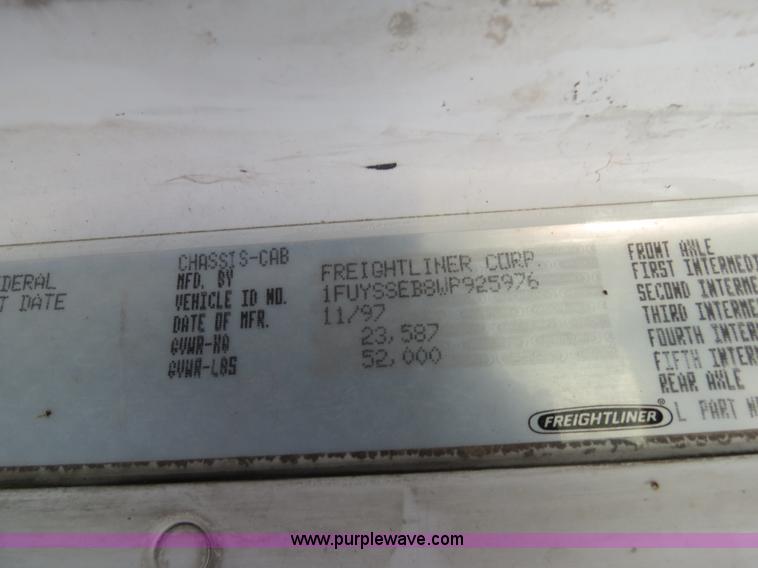 CHASSIS-CAB
MFD. BY FREIGHTLINER CORP.
VEHICLE ID NO. 1FUYSSEB8WP925976
DATE OF MFR. 11/97
GVWR-KG 23,587
GVWR-LBS 52,000
EDERAL
T DATE
FRONT AXLE
FIRST INTERMEDI
SECOND INTERME
THIRD INTERMED
FOURTH INTER
FIFTH INTER
REAR AXLE
FREIGHTLINER®
L PART N
www.purplewave.com